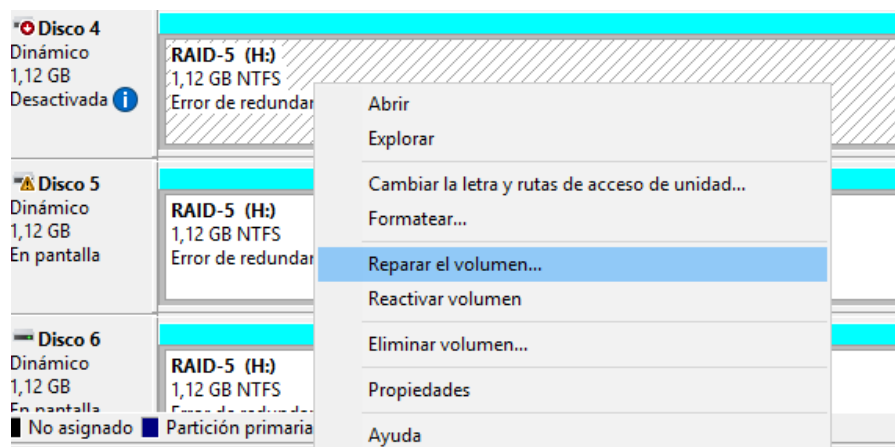 Disco 4
Dinámico
1,12 GB
Desactivada
RAID-5 (H:)
1,12 GB NTFS
Error de redundar
Disco 5
Dinámico
1,12 GB
En pantalla
RAID-5 (H:)
1,12 GB NTFS
Error de redundar
Disco 6
Dinámico
1,12 GB
En pantalla
RAID-5 (H:)
1,12 GB NTFS
No asignado
Partición primaria
Abrir
Explorar
Cambiar la letra y rutas de acceso de unidad...
Formatear...
Reparar el volumen...
Reactivar volumen
Eliminar volumen...
Propiedades
Ayuda